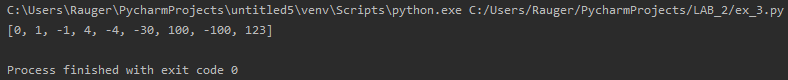 C:\Users\Rauger\PycharmProjects\untitled5\venv\Scripts\python.exe C:/Users/Rauger/PycharmProjects/LAB_2/ex_3.py
[0, 1, -1, 4, -4, -30, 100, -100, 123]
Process finished with exit code 0